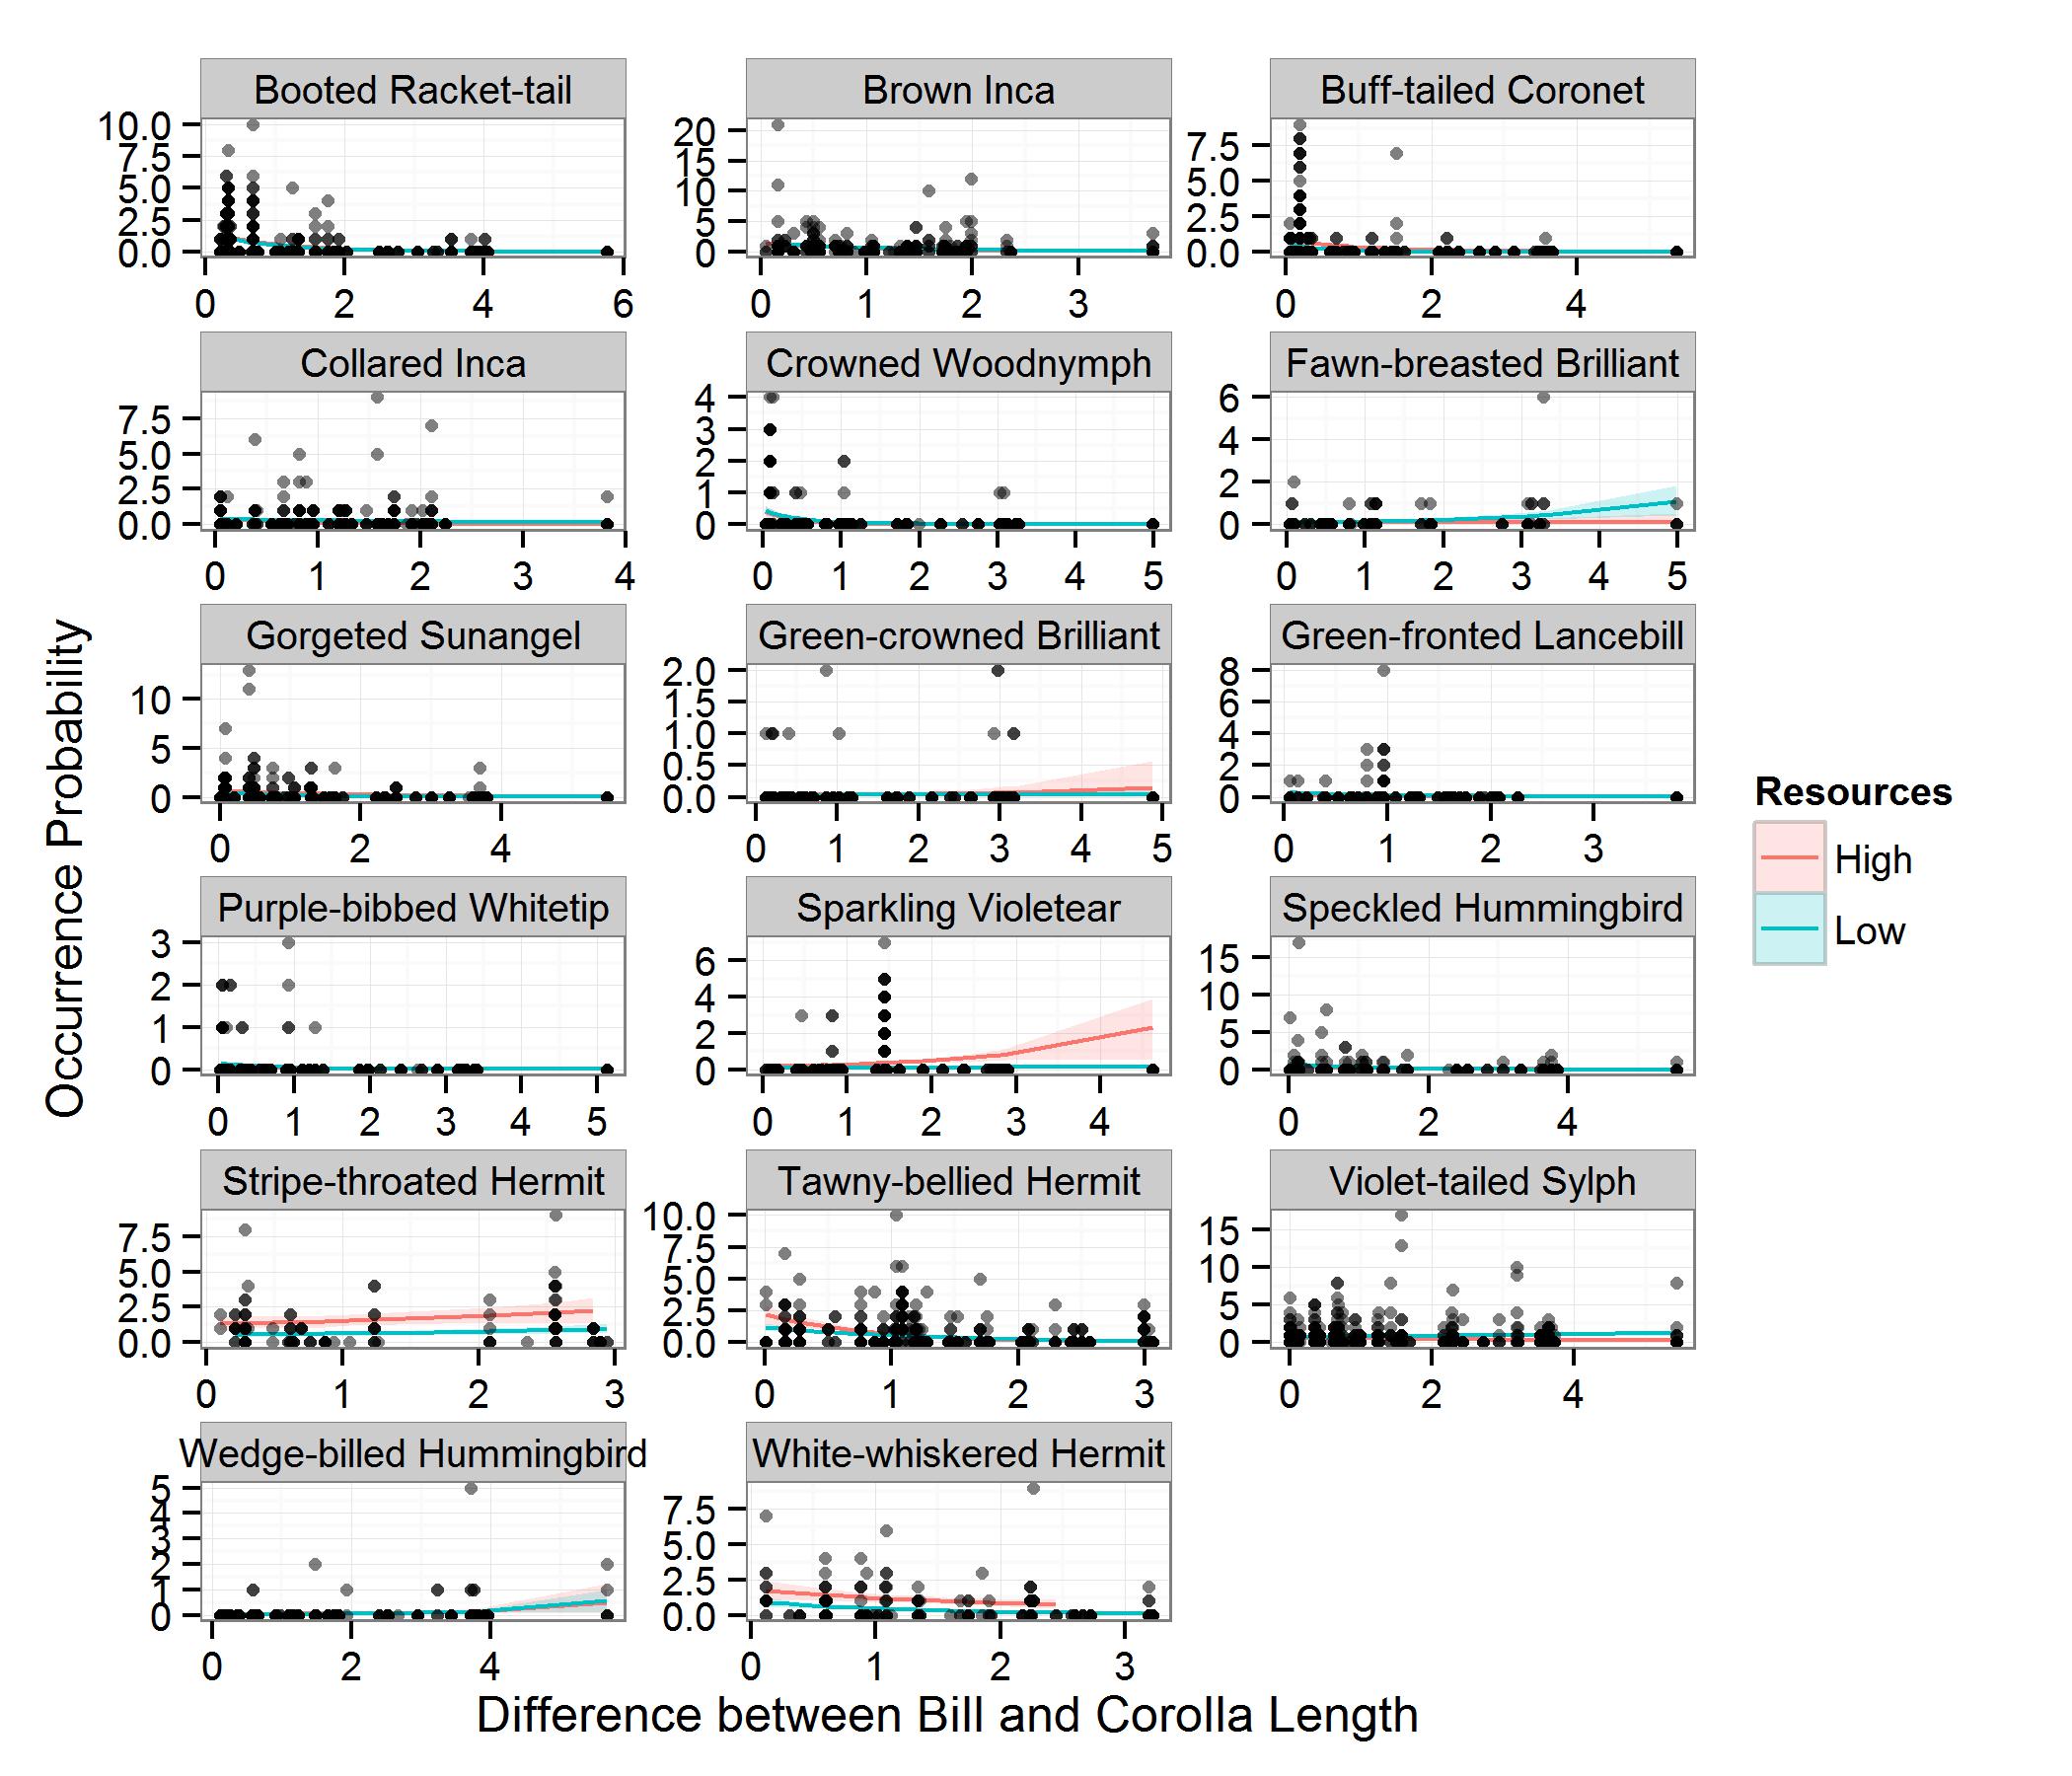 Booted Racket-tail
Brown Inca
Buff-tailed Coronet
10.0
7.5
5.0
2.5
0.0
20
15
10
5
0
7.5
5.0
2.5
0.0
0 2 4 6
0 1 2 3
0 2 4
Collared Inca
Crowned Woodnymph
Fawn-breasted Brilliant
7.5
5.0
2.5
0.0
4
3
2
1
0
6
4
2
0
0 1 2 3 4
0 1 2 3 4 5
0 1 2 3 4 5
Gorgeted Sunangel
Green-crowned Brilliant
Green-fronted Lancebill
10
5
0
2.0
1.5
1.0
0.5
0.0
8
6
4
2
0
0 2 4
0 1 2 3 4 5
0 1 2 3
Purple-bibbed Whitetip
Sparkling Violetear
Speckled Hummingbird
3
2
1
0
6
4
2
0
15
10
5
0
0 1 2 3 4 5
0 1 2 3 4
0 2 4
Stripe-throated Hermit
Tawny-bellied Hermit
Violet-tailed Sylph
7.5
5.0
2.5
0.0
10.0
7.5
5.0
2.5
0.0
15
10
5
0
0 1 2 3
0 1 2 3
0 2 4
Wedge-billed Hummingbird
White-whiskered Hermit
5
4
3
2
1
0
7.5
5.0
2.5
0.0
0 2 4
0 1 2 3
Occurrence Probability
Difference between Bill and Corolla Length
Resources
High
Low